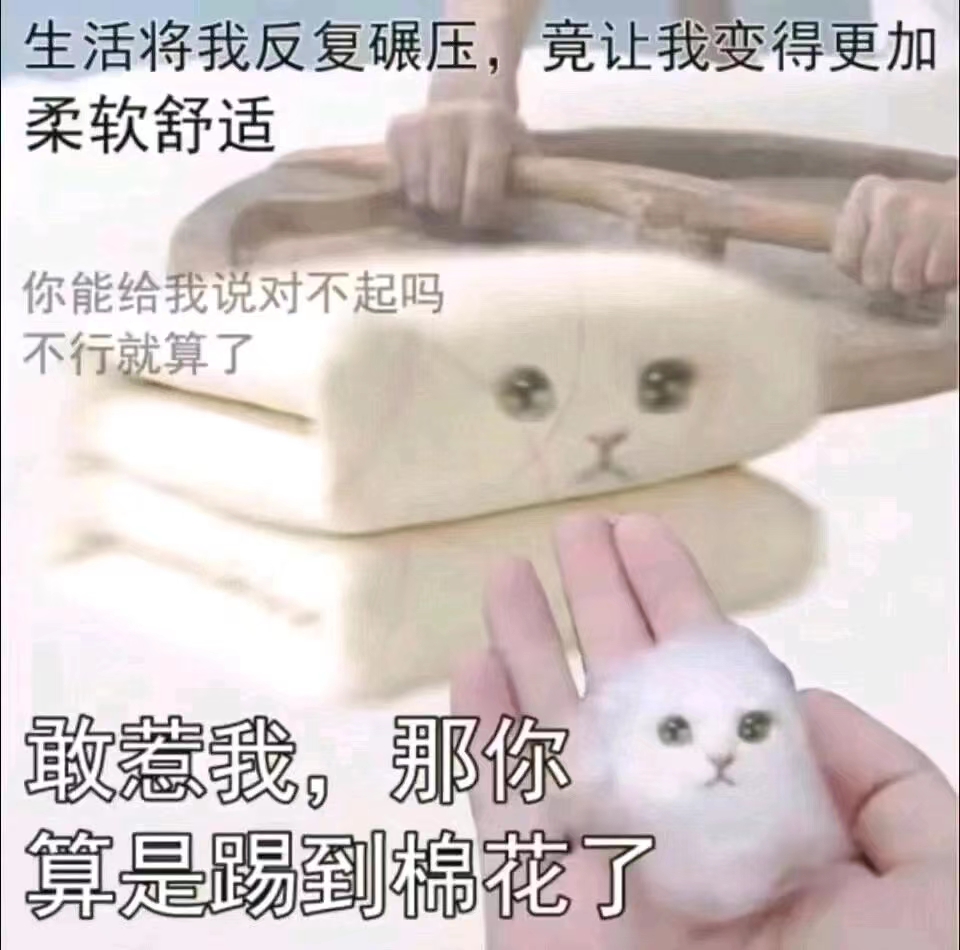 生活将我反复碾压，竟让我变得更加
柔软舒适
你能给我说对不起吗
不行就算了
敢惹我，那你
算是踢到棉花了